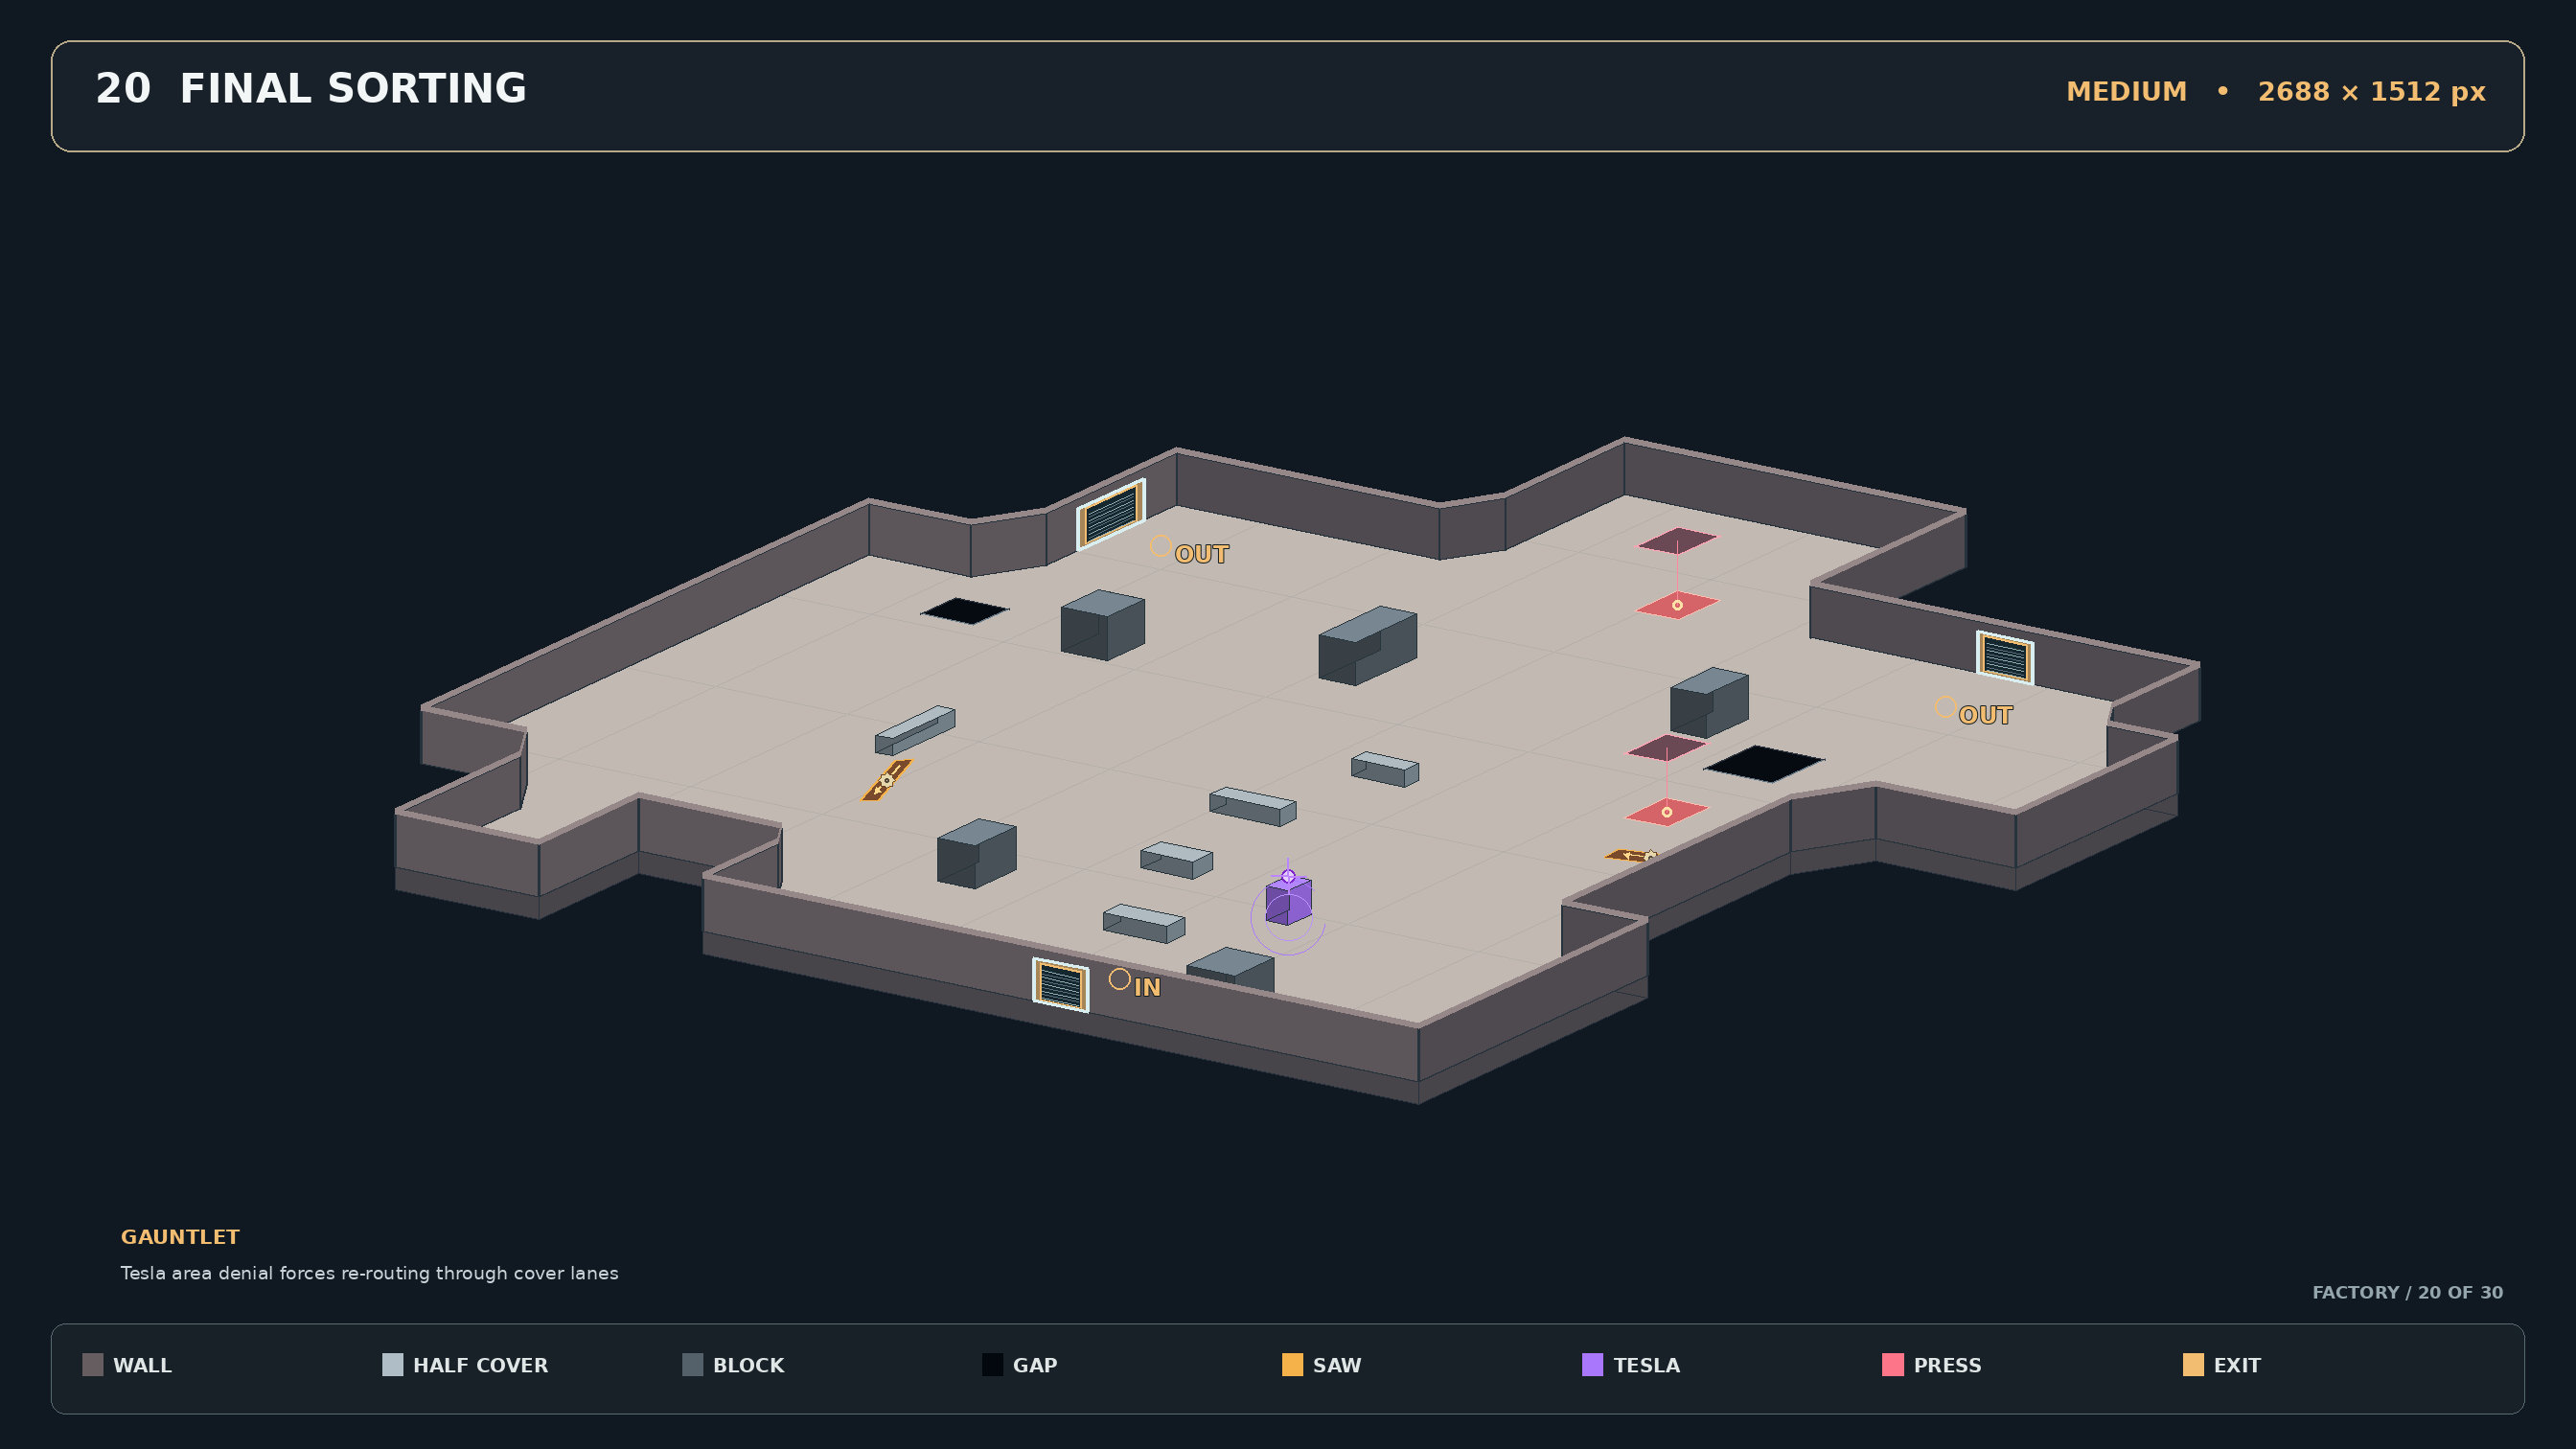 20 FINAL SORTING
MEDIUM • 2688 × 1512 px
OUT
OUT
IN
GAUNTLET
Tesla area denial forces re-routing through cover lanes
FACTORY / 20 OF 30
WALL HALF COVER BLOCK GAP SAW TESLA PRESS EXIT